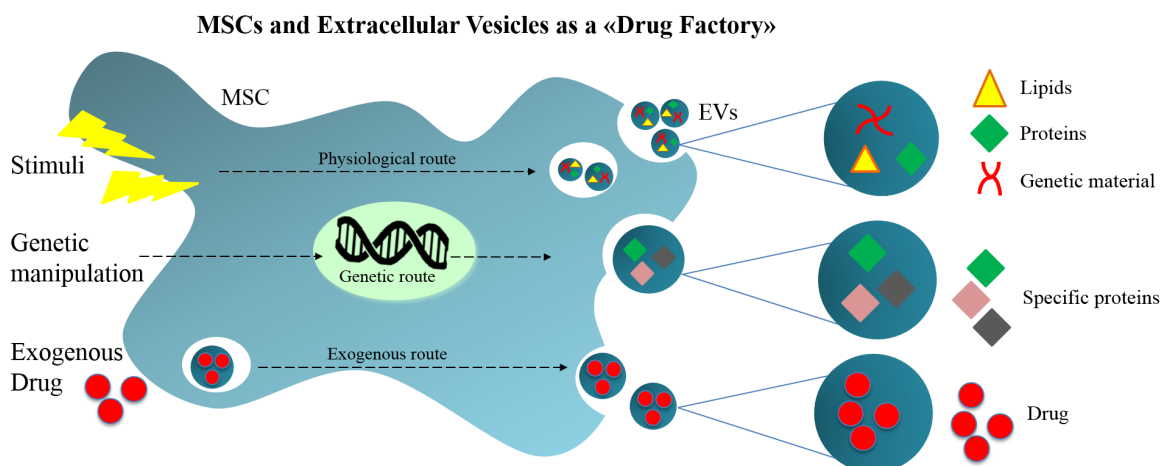 MSCs and Extracellular Vesicles as a «Drug Factory»
MSC
EVs
Lipids
Proteins
Genetic material
Stimuli
Physiological route
Genetic
manipulation
Genetic route
Specific proteins
Exogenous
Drug
Exogenous route
Drug